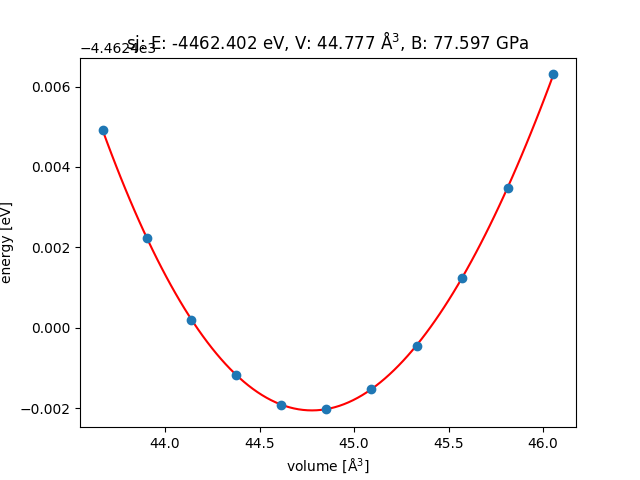 sj: E: -4462.402 eV, V: 44.777 Å³, B: 77.597 GPa
−4.4624e3
0.006
0.004
0.002
0.000
−0.002
energy [eV]
44.0 44.5 45.0 45.5 46.0
volume [Å³]